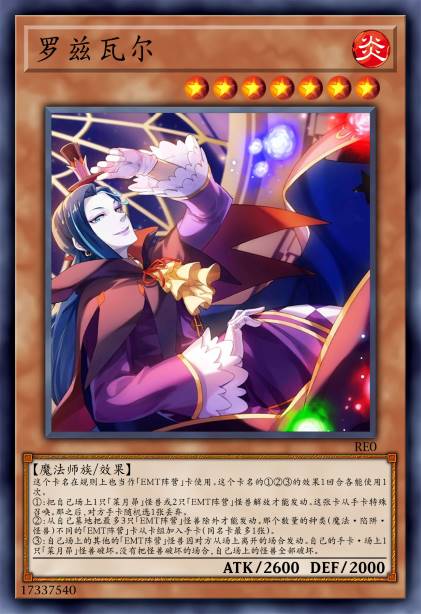 罗兹瓦尔
炎
RE0
【魔法师族/效果】
这个卡名在规则上也当作「EMT阵营」卡使用。这个卡名的①②③的效果1回合各能使用1
次。
①:把自己场上1只「菜月昴」怪兽或2只「EMT阵营」怪兽解放才能发动。这张卡从手卡特殊
召唤。那之后,对方手卡随机选1张丢弃。
②:从自己墓地把最多3只「EMT阵营」怪兽除外才能发动。那个数量的种类(魔法·陷阱·
怪兽)不同的「EMT阵营」卡从卡组加入手卡(同名卡最多1张)。
③:自己场上的其他的「EMT阵营」怪兽因对方从场上离开的场合发动。自己的手卡·场上1
只「菜月昴」怪兽破坏。没有把怪兽破坏的场合,自己场上的怪兽全部破坏。
ATK/2600 DEF/2000
17337540